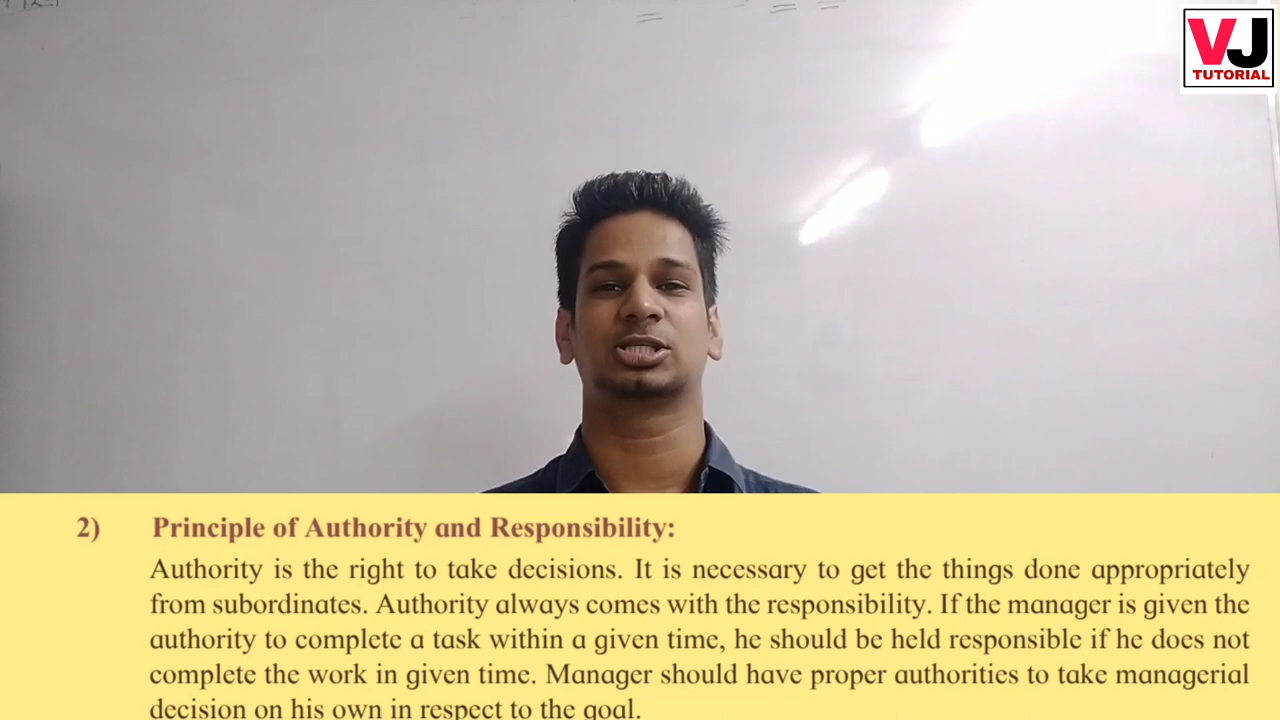 VJ
TUTORIAL
2) Principle of Authority and Responsibility:
Authority is the right to take decisions. It is necessary to get the things done appropriately
from subordinates. Authority always comes with the responsibility. If the manager is given the
authority to complete a task within a given time, he should be held responsible if he does not
complete the work in given time. Manager should have proper authorities to take managerial
decision on his own in respect to the goal.